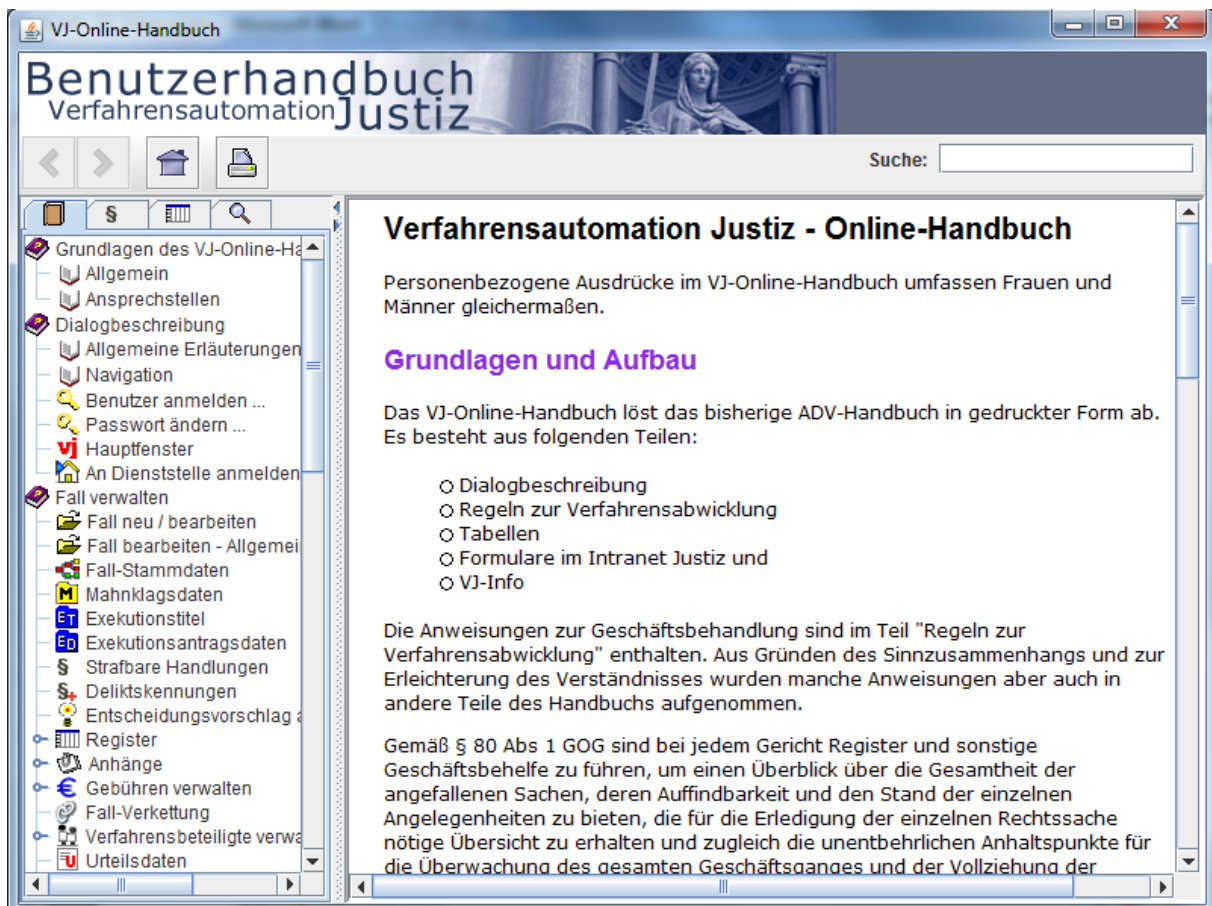 VJ-Online-Handbuch
Benutzerhandbuch
Verfahrensautomation Justiz
Suche:
§
Grundlagen des VJ-Online-Ha
Allgemein
Ansprechstellen
Dialogbeschreibung
Allgemeine Erläuterungen
Navigation
Benutzer anmelden ...
Passwort ändern ...
vj Hauptfenster
An Dienststelle anmelden
Fall verwalten
Fall neu / bearbeiten
Fall bearbeiten - Allgemei
Fall-Stammdaten
M Mahnklagsdaten
ET Exekutionstitel
Exekutionsantragsdaten
§ Strafbare Handlungen
§+ Deliktskennungen
Entscheidungsvorschlag a
Register
Anhänge
€ Gebühren verwalten
Fall-Verkettung
Verfahrensbeteiligte verwa
U Urteilsdaten
Verfahrensautomation Justiz - Online-Handbuch
Personenbezogene Ausdrücke im VJ-Online-Handbuch umfassen Frauen und
Männer gleichermaßen.
Grundlagen und Aufbau
Das VJ-Online-Handbuch löst das bisherige ADV-Handbuch in gedruckter Form ab.
Es besteht aus folgenden Teilen:
Dialogbeschreibung
Regeln zur Verfahrensabwicklung
Tabellen
Formulare im Intranet Justiz und
VJ-Info
Die Anweisungen zur Geschäftsbehandlung sind im Teil "Regeln zur
Verfahrensabwicklung" enthalten. Aus Gründen des Sinnzusammenhangs und zur
Erleichterung des Verständnisses wurden manche Anweisungen aber auch in
andere Teile des Handbuchs aufgenommen.
Gemäß § 80 Abs 1 GOG sind bei jedem Gericht Register und sonstige
Geschäftsbehelfe zu führen, um einen Überblick über die Gesamtheit der
angefallenen Sachen, deren Auffindbarkeit und den Stand der einzelnen
Angelegenheiten zu bieten, die für die Erledigung der einzelnen Rechtssache
nötige Übersicht zu erhalten und zugleich die unentbehrlichen Anhaltspunkte für
die Überwachung des gesamten Geschäftsganges und der Vollziehung der